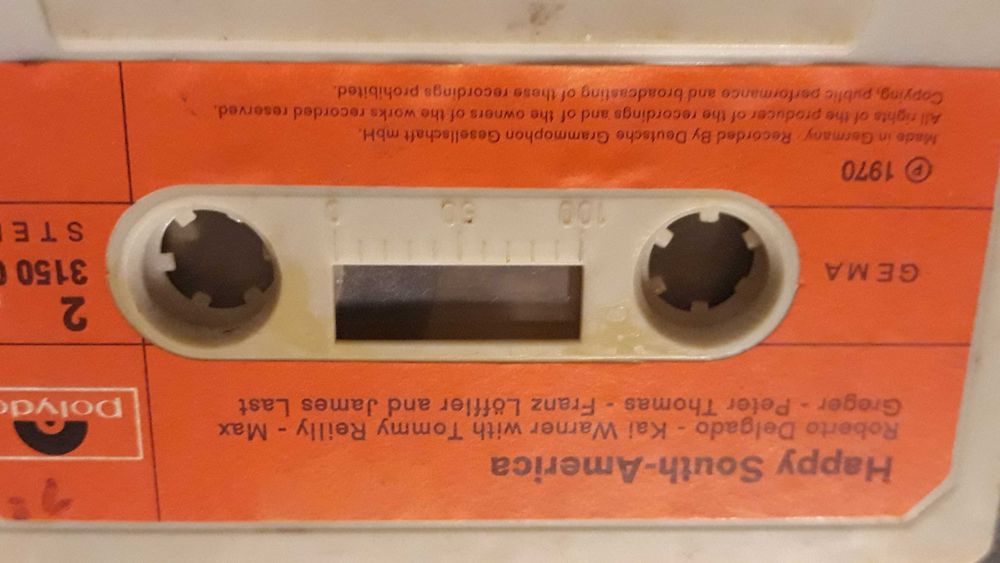 Happy South-America
Roberto Delgado - Kai Warner with Tommy Reilly - Max
Greger - Peter Thomas - Franz Löffler and James Last
polydo
2
3150 0
STE
GEMA
100 50 0
℗ 1970
Made in Germany · Recorded By Deutsche Grammophon Gesellschaft mbH.
All rights of the producer of the recordings and of the owners of the works recorded reserved.
Copying, public performance and broadcasting of these recordings prohibited.